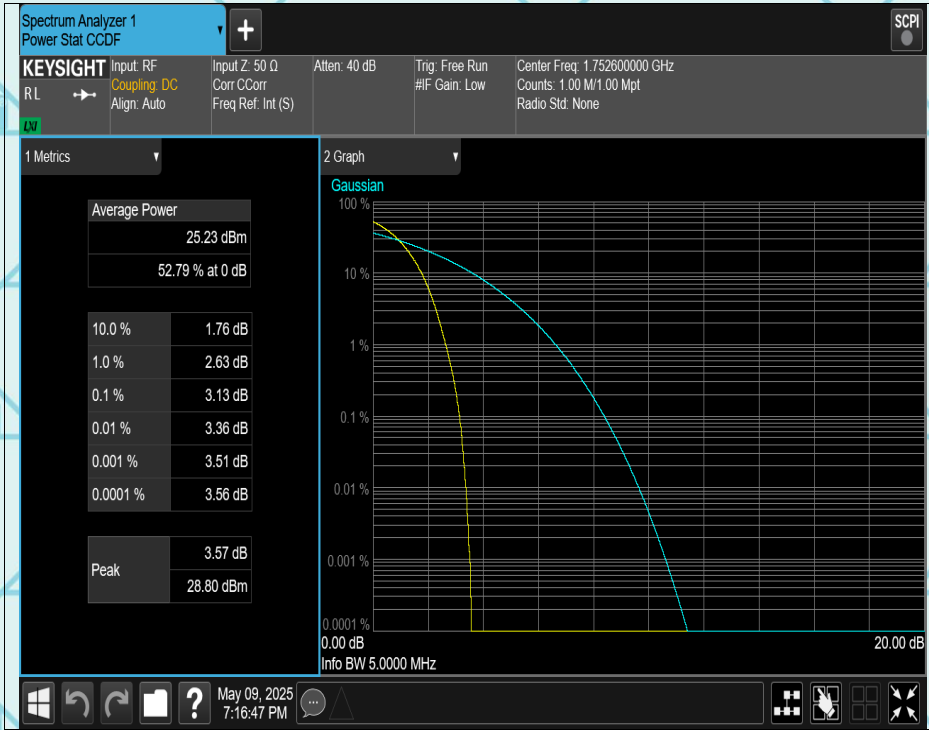 Spectrum Analyzer 1
Power Stat CCDF
+
SCPI
KEYSIGHT
RL
LXI
Input: RF
Coupling: DC
Align: Auto
Input Z: 50 Ω
Corr CCorr
Freq Ref: Int (S)
Atten: 40 dB
Trig: Free Run
#IF Gain: Low
Center Freq: 1.752600000 GHz
Counts: 1.00 M/1.00 Mpt
Radio Std: None
1 Metrics
Average Power
25.23 dBm
52.79 % at 0 dB
10.0 % 1.76 dB
1.0 % 2.63 dB
0.1 % 3.13 dB
0.01 % 3.36 dB
0.001 % 3.51 dB
0.0001 % 3.56 dB
Peak
3.57 dB
28.80 dBm
2 Graph
Gaussian
100 %
10 %
1 %
0.1 %
0.01 %
0.001 %
0.0001 %
0.00 dB
20.00 dB
Info BW 5.0000 MHz
?
May 09, 2025
7:16:47 PM